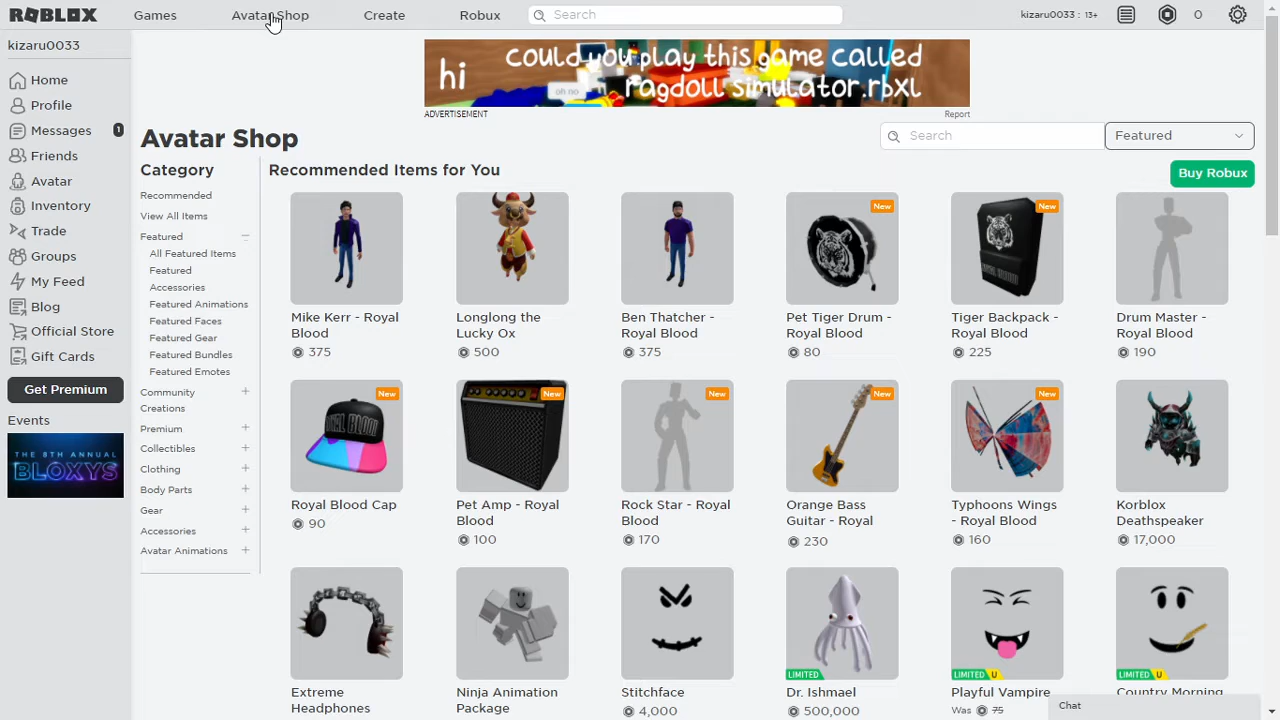 ROBLOX Games Avatar Shop Create Robux Search kizaru0033 : 13+ 0
kizaru0033
Home
Profile
Messages 1
Friends
Avatar
Inventory
Trade
Groups
My Feed
Blog
Official Store
Gift Cards
Get Premium
Events
THE 8TH ANNUAL
BLOXYS
hi could you play this game called
oh no ragdoll simulator.rbxl
ADVERTISEMENT Report
Avatar Shop Search Featured
Category
Recommended
View All Items
Featured
All Featured Items
Featured
Accessories
Featured Animations
Featured Faces
Featured Gear
Featured Bundles
Featured Emotes
Community
Creations
Premium
Collectibles
Clothing
Body Parts
Gear
Accessories
Avatar Animations
Recommended Items for You Buy Robux
Mike Kerr - Royal
Blood
375
Longlong the
Lucky Ox
500
Ben Thatcher -
Royal Blood
375
New
Pet Tiger Drum -
Royal Blood
80
New
Tiger Backpack -
Royal Blood
225
Drum Master -
Royal Blood
190
New
ROYAL BLOOD
Royal Blood Cap
90
New
Pet Amp - Royal
Blood
100
New
Rock Star - Royal
Blood
170
New
Orange Bass
Guitar - Royal
230
New
Typhoons Wings
- Royal Blood
160
Korblox
Deathspeaker
17,000
Extreme
Headphones
Ninja Animation
Package
Stitchface
4,000
LIMITED
Dr. Ishmael
500,000
LIMITED U
Playful Vampire
Was 75
LIMITED U
Country Morning
Chat